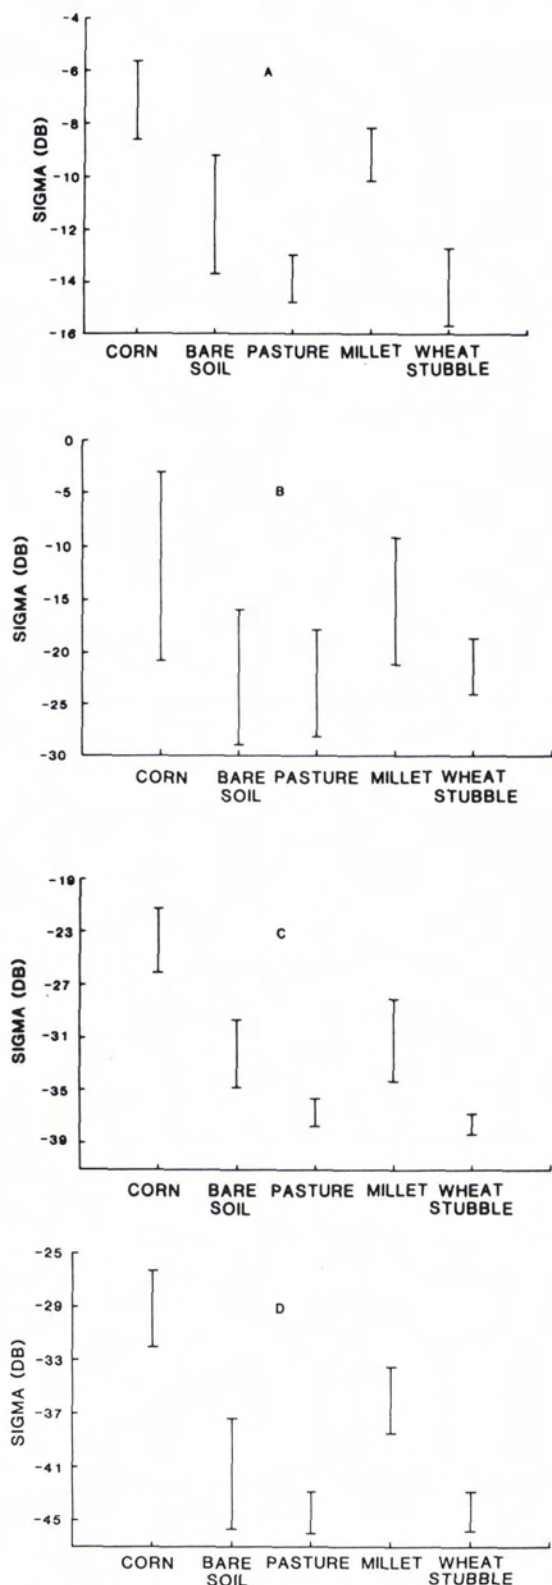 -4
-6
-8
-10
-12
-14
-16
SIGMA (DB)
A
CORN BARE PASTURE MILLET WHEAT
SOIL STUBBLE
0
-5
-10
-15
-20
-25
-30
SIGMA (DB)
B
CORN BARE PASTURE MILLET WHEAT
SOIL STUBBLE
-19
-23
-27
-31
-35
-39
SIGMA (DB)
C
CORN BARE PASTURE MILLET WHEAT
SOIL STUBBLE
-25
-29
-33
-37
-41
-45
SIGMA (DB)
D
CORN BARE PASTURE MILLET WHEAT
SOIL STUBBLE